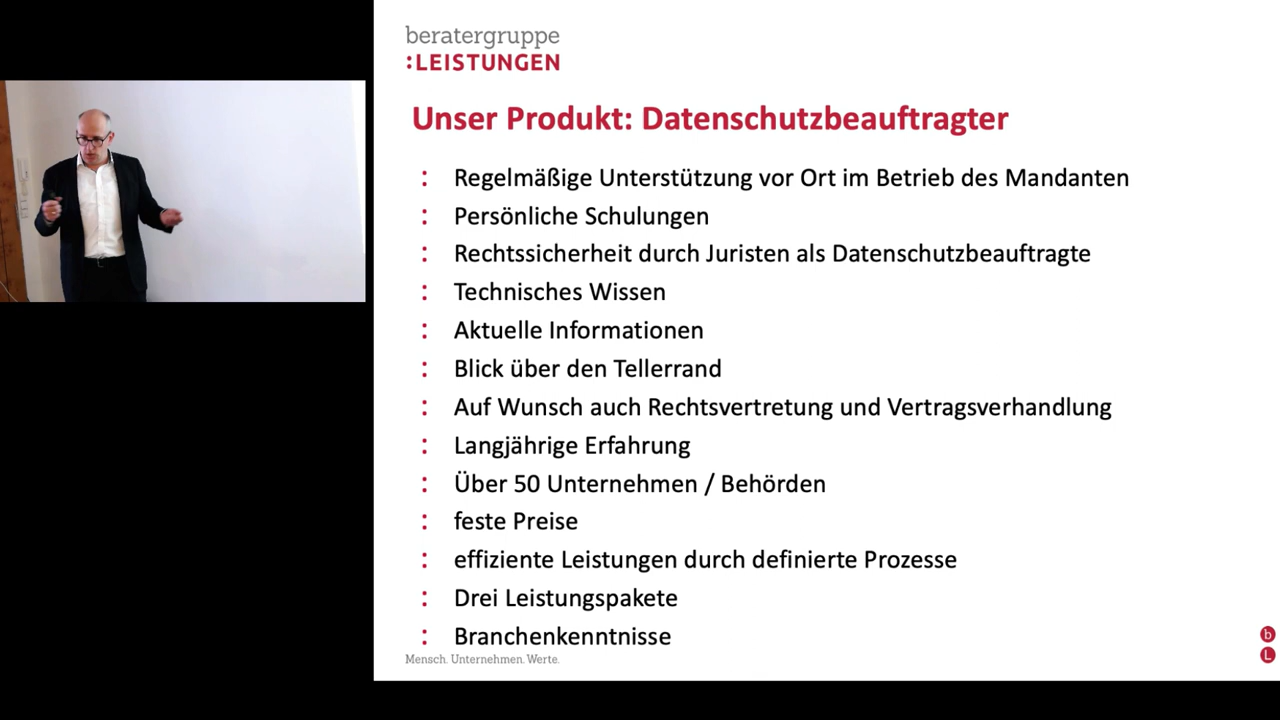 beratergruppe
:LEISTUNGEN
Unser Produkt: Datenschutzbeauftragter
: Regelmäßige Unterstützung vor Ort im Betrieb des Mandanten
: Persönliche Schulungen
: Rechtssicherheit durch Juristen als Datenschutzbeauftragte
: Technisches Wissen
: Aktuelle Informationen
: Blick über den Tellerrand
: Auf Wunsch auch Rechtsvertretung und Vertragsverhandlung
: Langjährige Erfahrung
: Über 50 Unternehmen / Behörden
: feste Preise
: effiziente Leistungen durch definierte Prozesse
: Drei Leistungspakete
: Branchenkenntnisse
Mensch. Unternehmen. Werte.
b
L